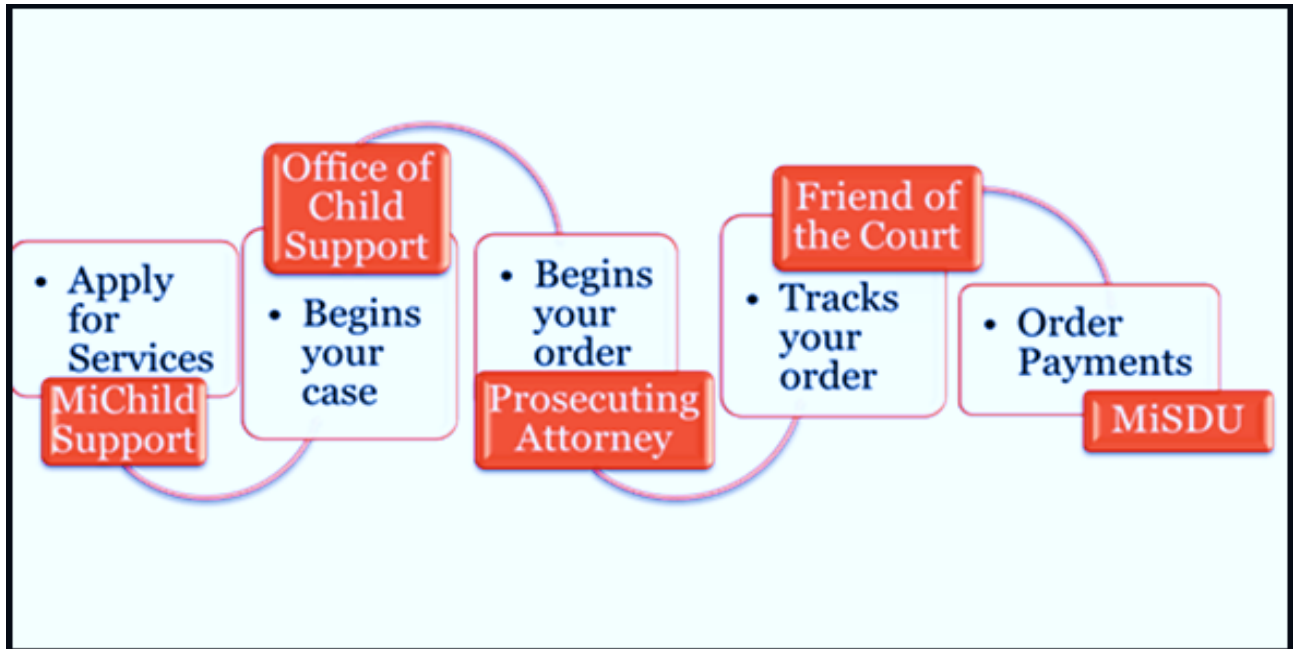 • Apply
for
Services
MiChild
Support
Office of
Child
Support
• Begins
your
case
• Begins
your
order
Prosecuting
Attorney
Friend of
the Court
• Tracks
your
order
• Order
Payments
MiSDU